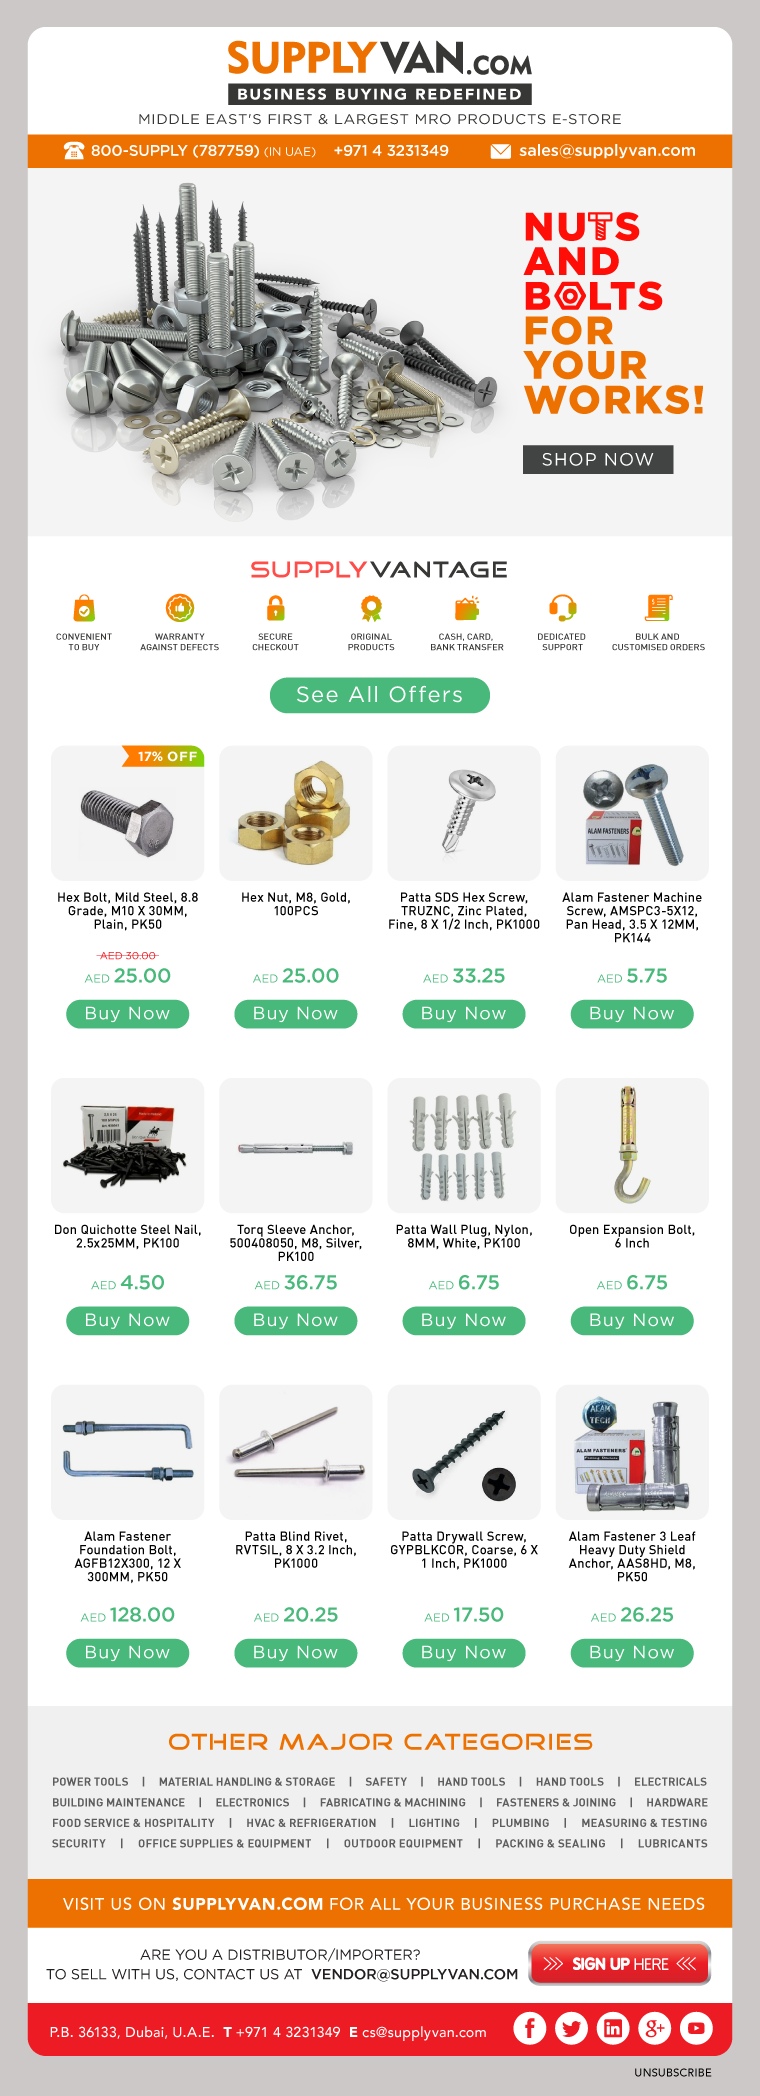 SUPPLYVAN.COM
BUSINESS BUYING REDEFINED
MIDDLE EAST'S FIRST & LARGEST MRO PRODUCTS E-STORE
800-SUPPLY (787759) (IN UAE) +971 4 3231349 sales@supplyvan.com
NUTS
AND
BOLTS
FOR
YOUR
WORKS!
SHOP NOW
SUPPLYVANTAGE
CONVENIENT
TO BUY
WARRANTY
AGAINST DEFECTS
SECURE
CHECKOUT
ORIGINAL
PRODUCTS
CASH, CARD,
BANK TRANSFER
DEDICATED
SUPPORT
BULK AND
CUSTOMISED ORDERS
See All Offers
17% OFF
Hex Bolt, Mild Steel, 8.8
Grade, M10 X 30MM,
Plain, PK50
AED 30.00
AED 25.00
Buy Now
Hex Nut, M8, Gold,
100PCS
AED 25.00
Buy Now
Patta SDS Hex Screw,
TRUZNC, Zinc Plated,
Fine, 8 X 1/2 Inch, PK1000
AED 33.25
Buy Now
ALAM FASTENERS
Alam Fastener Machine
Screw, AMSPC3-5X12,
Pan Head, 3.5 X 12MM,
PK144
AED 5.75
Buy Now
Don Quichotte Steel Nail,
2.5x25MM, PK100
AED 4.50
Buy Now
Torq Sleeve Anchor,
500408050, M8, Silver,
PK100
AED 36.75
Buy Now
Patta Wall Plug, Nylon,
8MM, White, PK100
AED 6.75
Buy Now
Open Expansion Bolt,
6 Inch
AED 6.75
Buy Now
Alam Fastener
Foundation Bolt,
AGFB12X300, 12 X
300MM, PK50
AED 128.00
Buy Now
Patta Blind Rivet,
RVTSIL, 8 X 3.2 Inch,
PK1000
AED 20.25
Buy Now
Patta Drywall Screw,
GYPBLKCOR, Coarse, 6 X
1 Inch, PK1000
AED 17.50
Buy Now
ALAM
TECH
ALAM FASTENERS
Alam Fastener 3 Leaf
Heavy Duty Shield
Anchor, AAS8HD, M8,
PK50
AED 26.25
Buy Now
OTHER MAJOR CATEGORIES
POWER TOOLS | MATERIAL HANDLING & STORAGE | SAFETY | HAND TOOLS | HAND TOOLS | ELECTRICALS
BUILDING MAINTENANCE | ELECTRONICS | FABRICATING & MACHINING | FASTENERS & JOINING | HARDWARE
FOOD SERVICE & HOSPITALITY | HVAC & REFRIGERATION | LIGHTING | PLUMBING | MEASURING & TESTING
SECURITY | OFFICE SUPPLIES & EQUIPMENT | OUTDOOR EQUIPMENT | PACKING & SEALING | LUBRICANTS
VISIT US ON SUPPLYVAN.COM FOR ALL YOUR BUSINESS PURCHASE NEEDS
ARE YOU A DISTRIBUTOR/IMPORTER?
TO SELL WITH US, CONTACT US AT VENDOR@SUPPLYVAN.COM
SIGN UP HERE
P.B. 36133, Dubai, U.A.E. T +971 4 3231349 E cs@supplyvan.com
UNSUBSCRIBE